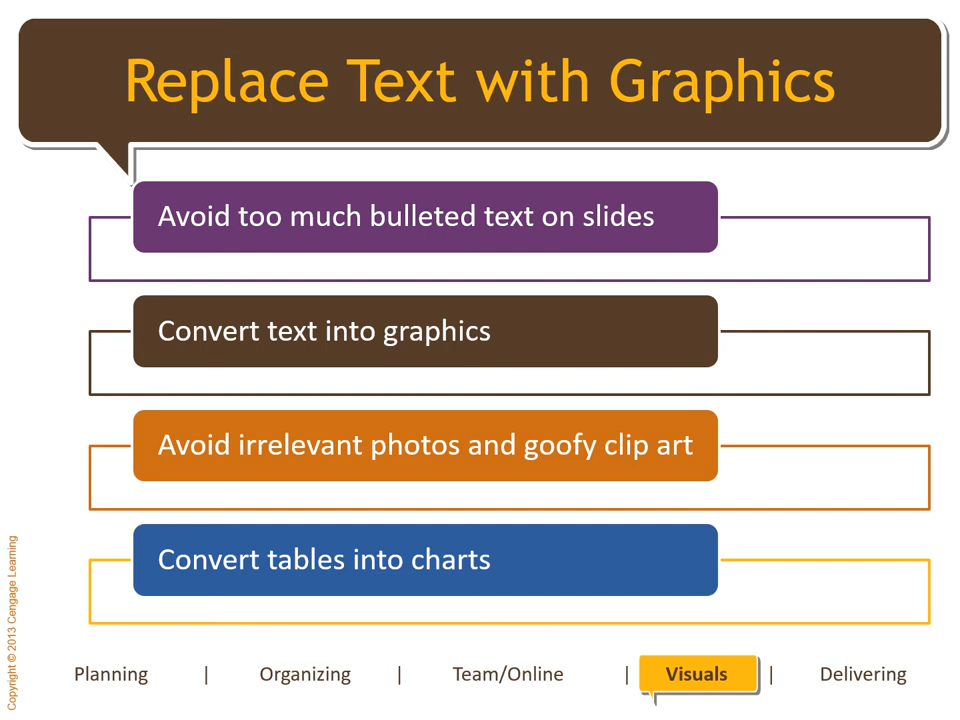 Replace Text with Graphics
Avoid too much bulleted text on slides
Convert text into graphics
Avoid irrelevant photos and goofy clip art
Convert tables into charts
Copyright © 2013 Cengage Learning
Planning | Organizing | Team/Online | Visuals | Delivering